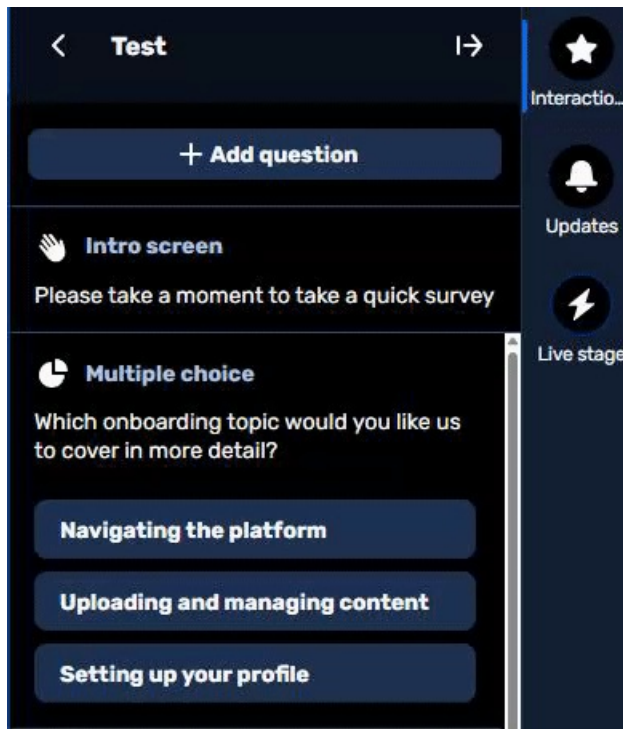 Test
+ Add question
Intro screen
Please take a moment to take a quick survey
Multiple choice
Which onboarding topic would you like us
to cover in more detail?
Navigating the platform
Uploading and managing content
Setting up your profile
Interactio...
Updates
Live stage